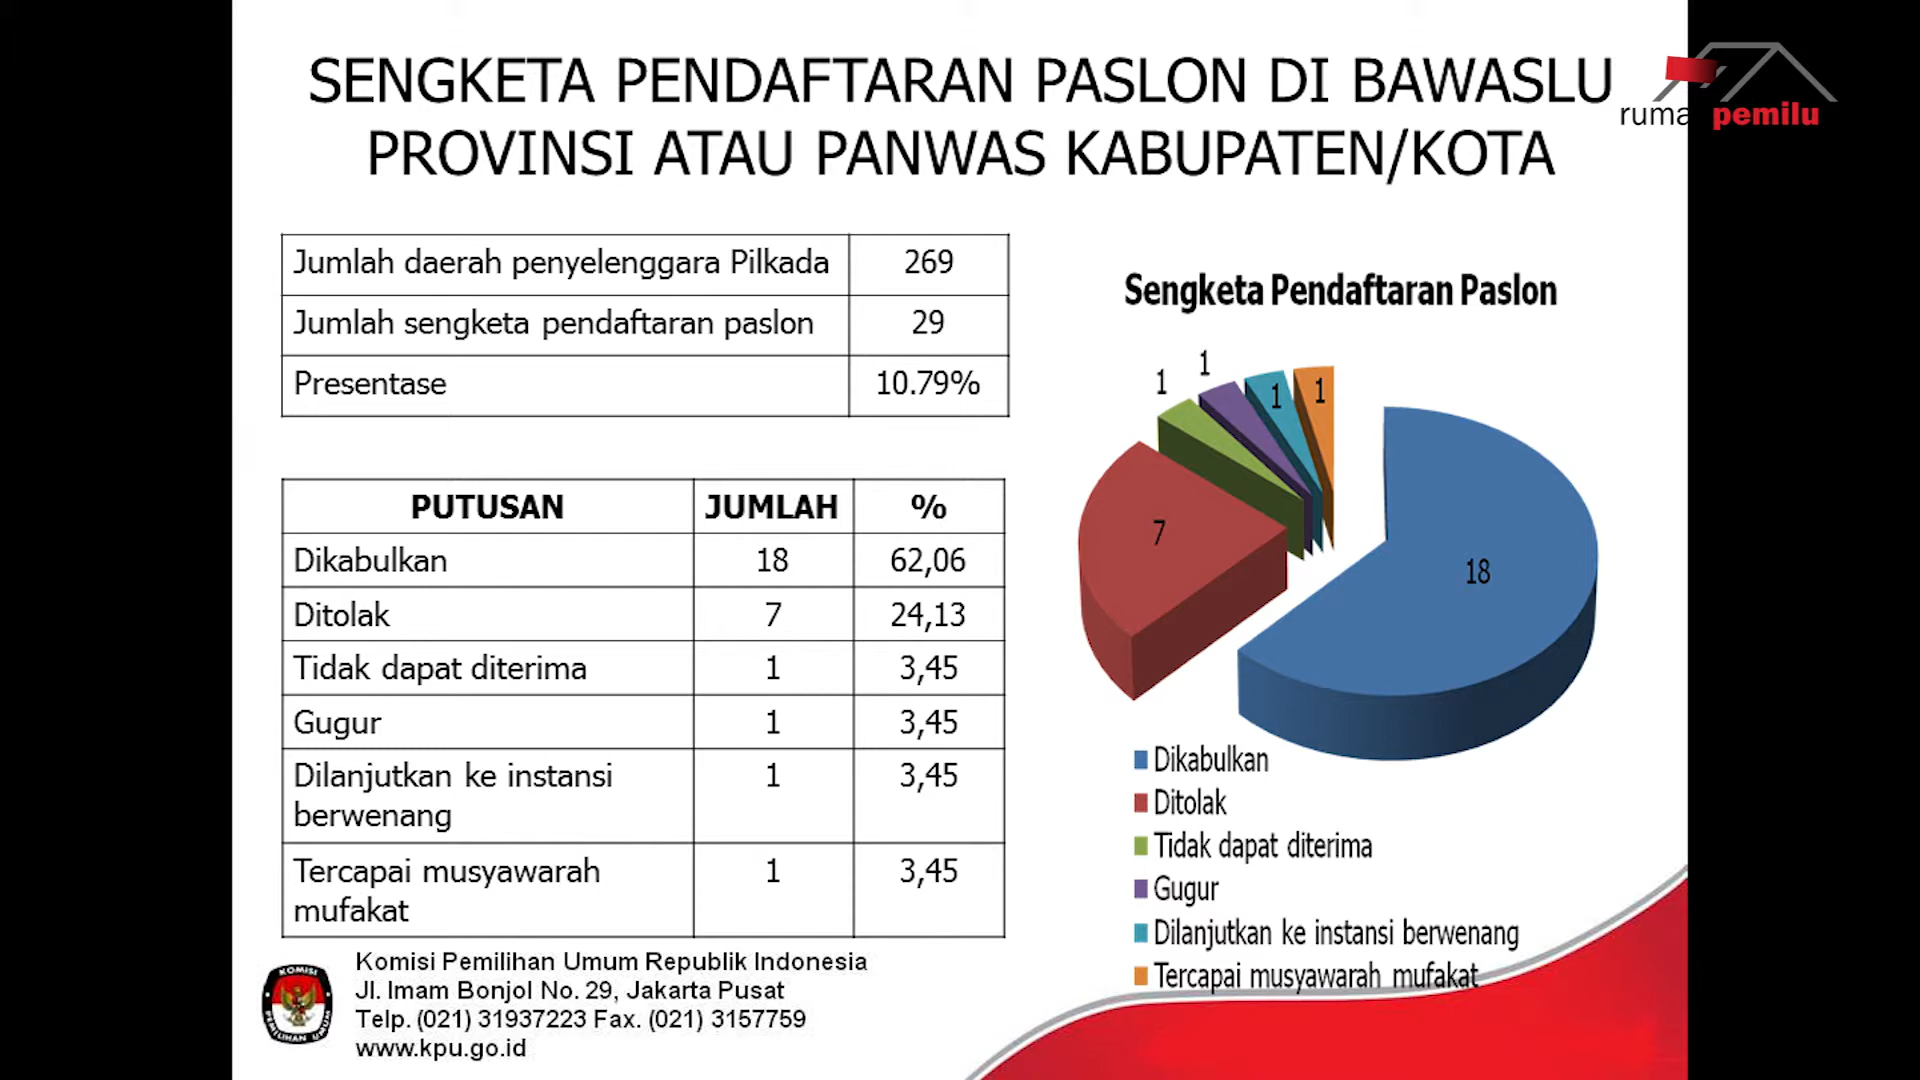 SENGKETA PENDAFTARAN PASLON DI BAWASLU
PROVINSI ATAU PANWAS KABUPATEN/KOTA
ruma pemilu
Jumlah daerah penyelenggara Pilkada 269
Jumlah sengketa pendaftaran paslon 29
Presentase 10.79%
PUTUSAN JUMLAH %
Dikabulkan 18 62,06
Ditolak 7 24,13
Tidak dapat diterima 1 3,45
Gugur 1 3,45
Dilanjutkan ke instansi 1 3,45
berwenang
Tercapai musyawarah 1 3,45
mufakat
Sengketa Pendaftaran Paslon
1
1
1
1
7
18
Dikabulkan
Ditolak
Tidak dapat diterima
Gugur
Dilanjutkan ke instansi berwenang
Tercapai musyawarah mufakat
KOMISI
PEMILIHAN UMUM
Komisi Pemilihan Umum Republik Indonesia
Jl. Imam Bonjol No. 29, Jakarta Pusat
Telp. (021) 31937223 Fax. (021) 3157759
www.kpu.go.id